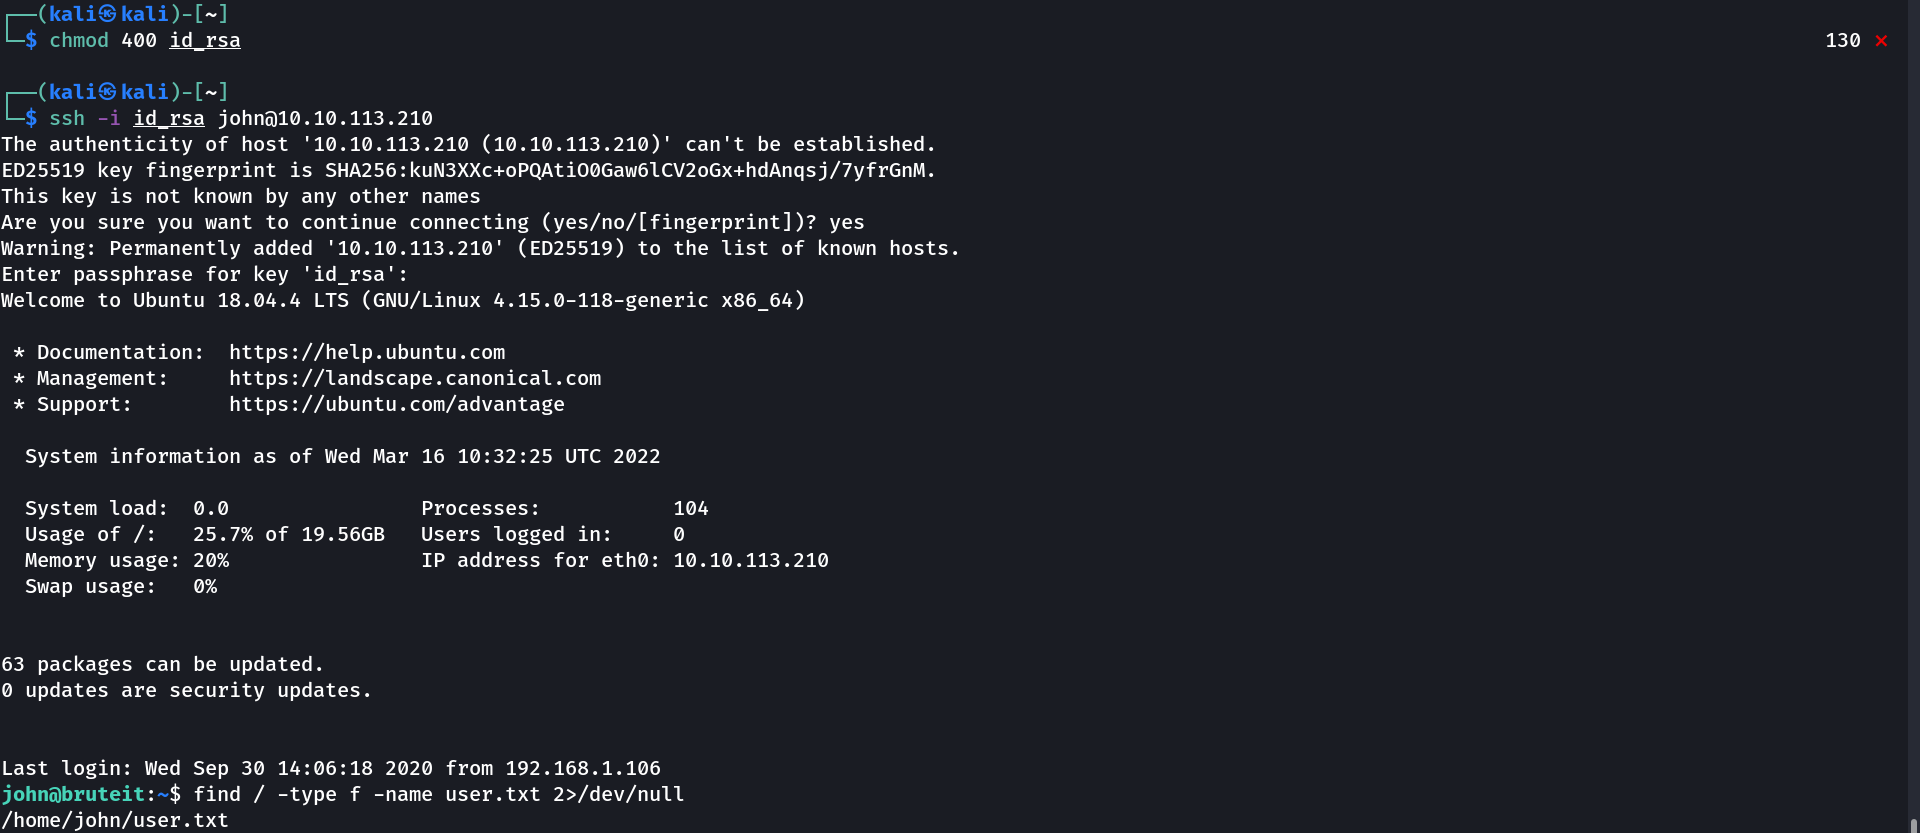 ┌──(kali㉿kali)-[~]
└─$ chmod 400 id_rsa 130 ✗
┌──(kali㉿kali)-[~]
└─$ ssh -i id_rsa john@10.10.113.210
The authenticity of host '10.10.113.210 (10.10.113.210)' can't be established.
ED25519 key fingerprint is SHA256:kuN3XXc+oPQAtiO0Gaw6lCV2oGx+hdAnqsj/7yfrGnM.
This key is not known by any other names
Are you sure you want to continue connecting (yes/no/[fingerprint])? yes
Warning: Permanently added '10.10.113.210' (ED25519) to the list of known hosts.
Enter passphrase for key 'id_rsa':
Welcome to Ubuntu 18.04.4 LTS (GNU/Linux 4.15.0-118-generic x86_64)
* Documentation:  https://help.ubuntu.com
* Management:     https://landscape.canonical.com
* Support:        https://ubuntu.com/advantage
System information as of Wed Mar 16 10:32:25 UTC 2022
System load:  0.0                Processes:           104
Usage of /:   25.7% of 19.56GB   Users logged in:     0
Memory usage: 20%                IP address for eth0: 10.10.113.210
Swap usage:   0%
63 packages can be updated.
0 updates are security updates.
Last login: Wed Sep 30 14:06:18 2020 from 192.168.1.106
john@bruteit:~$ find / -type f -name user.txt 2>/dev/null
/home/john/user.txt